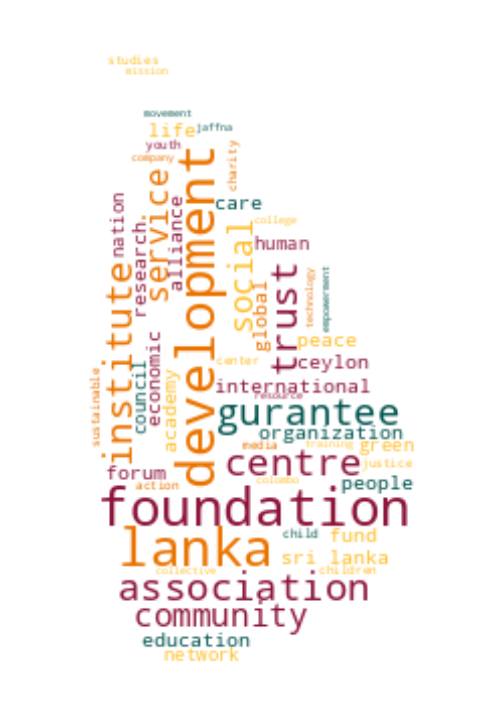 studies
mission
movement
life
jaffna
youth
company
charity
development
service
care
nation
research
alliance
social
college
human
institute
global
trust
technology
empowerment
peace
economic
council
academy
center
ceylon
sustainable
international
resource
gurantee
organization
media
training
green
centre
justice
forum
action
colombo
people
foundation
lanka
child
fund
sri lanka
collective
children
association
community
education
network